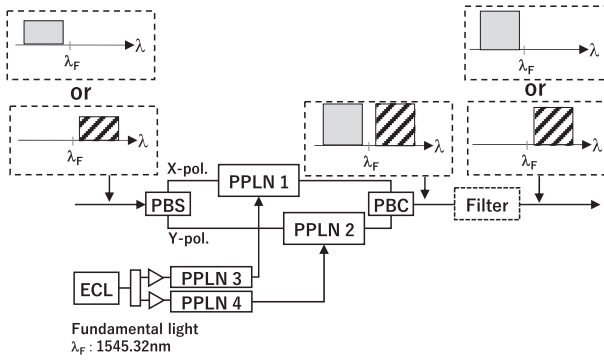 λ
λF
or
λ
λF
λ
λF
λ
λF
or
λ
λF
X-pol.
PPLN 1
PBS
PBC
Filter
Y-pol.
PPLN 2
ECL
PPLN 3
PPLN 4
Fundamental light
λF : 1545.32nm